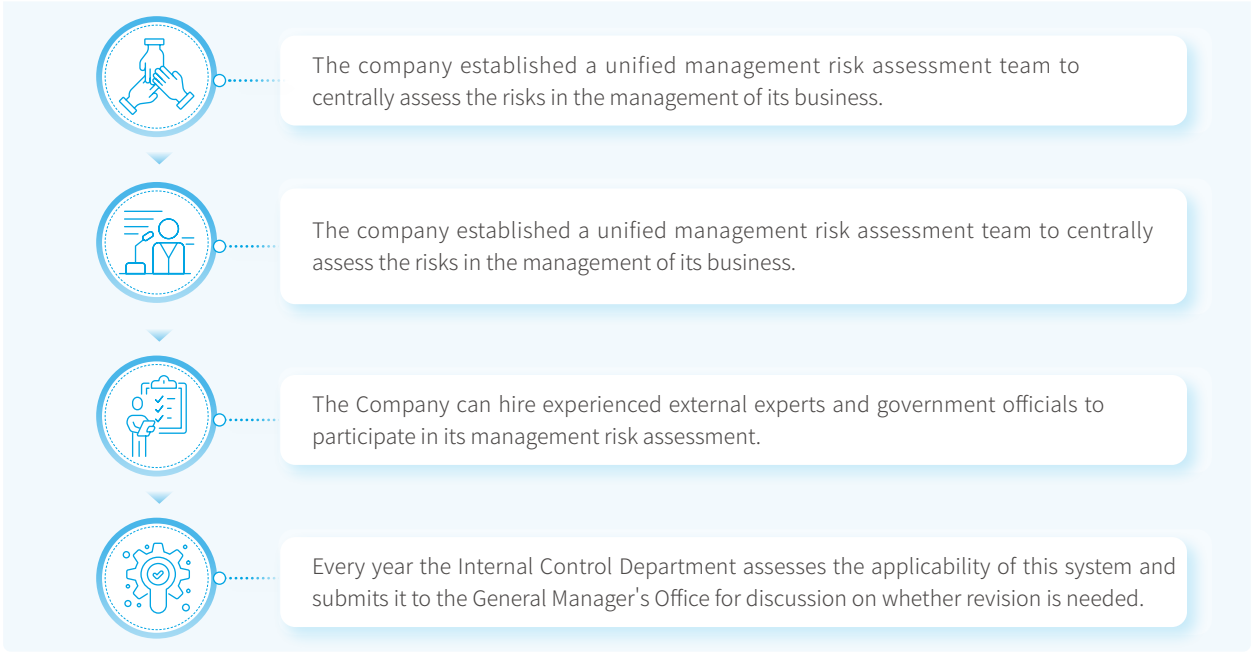 The company established a unified management risk assessment team to
centrally assess the risks in the management of its business.
The company established a unified management risk assessment team to centrally
assess the risks in the management of its business.
The Company can hire experienced external experts and government officials to
participate in its management risk assessment.
Every year the Internal Control Department assesses the applicability of this system and
submits it to the General Manager's Office for discussion on whether revision is needed.